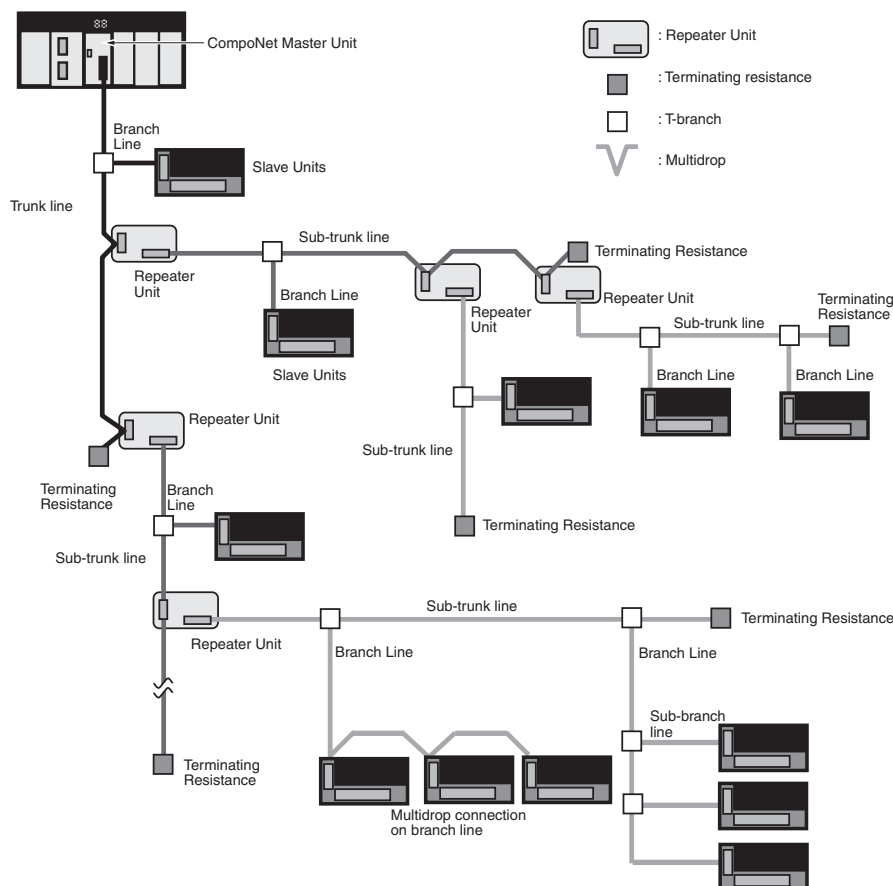 88
CompoNet Master Unit
: Repeater Unit
: Terminating resistance
: T-branch
: Multidrop
Branch
Line
Slave Units
Trunk line
Sub-trunk line
Terminating Resistance
Repeater
Unit
Branch Line
Slave Units
Repeater
Unit
Repeater Unit
Sub-trunk line
Terminating
Resistance
Branch Line
Branch Line
Repeater Unit
Sub-trunk line
Terminating
Resistance
Branch
Line
Terminating Resistance
Sub-trunk line
Sub-trunk line
Repeater Unit
Terminating Resistance
Branch Line
Branch Line
Sub-branch
line
Terminating
Resistance
Multidrop connection
on branch line